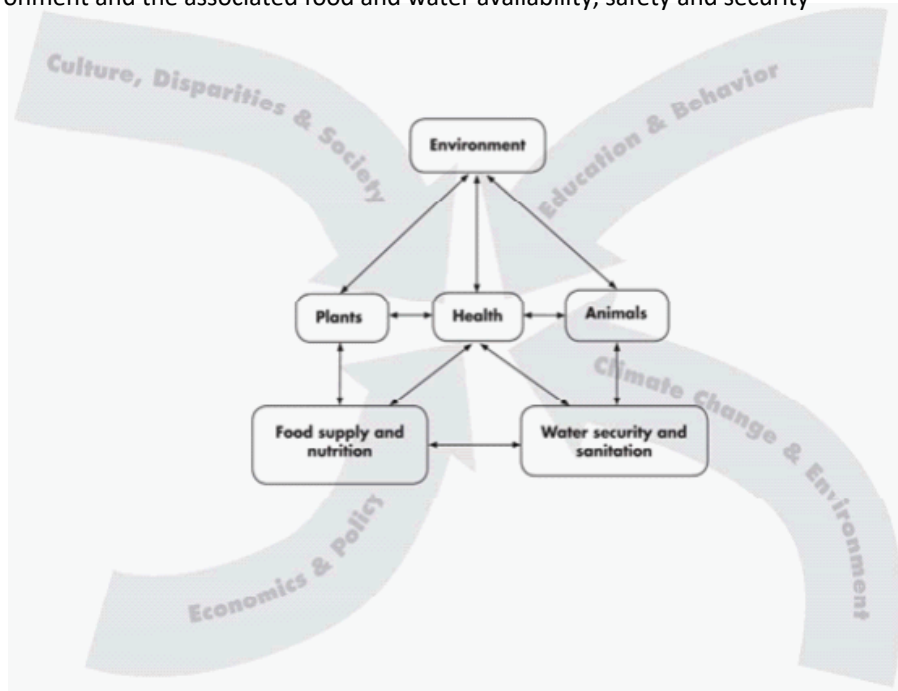 onment and the associated food and water availability, safety and security
Culture, Disparities & Society
Education & Behavior
Environment
Plants
Health
Animals
Climate Change & Environment
Food supply and
nutrition
Water security and
sanitation
Economics & Policy